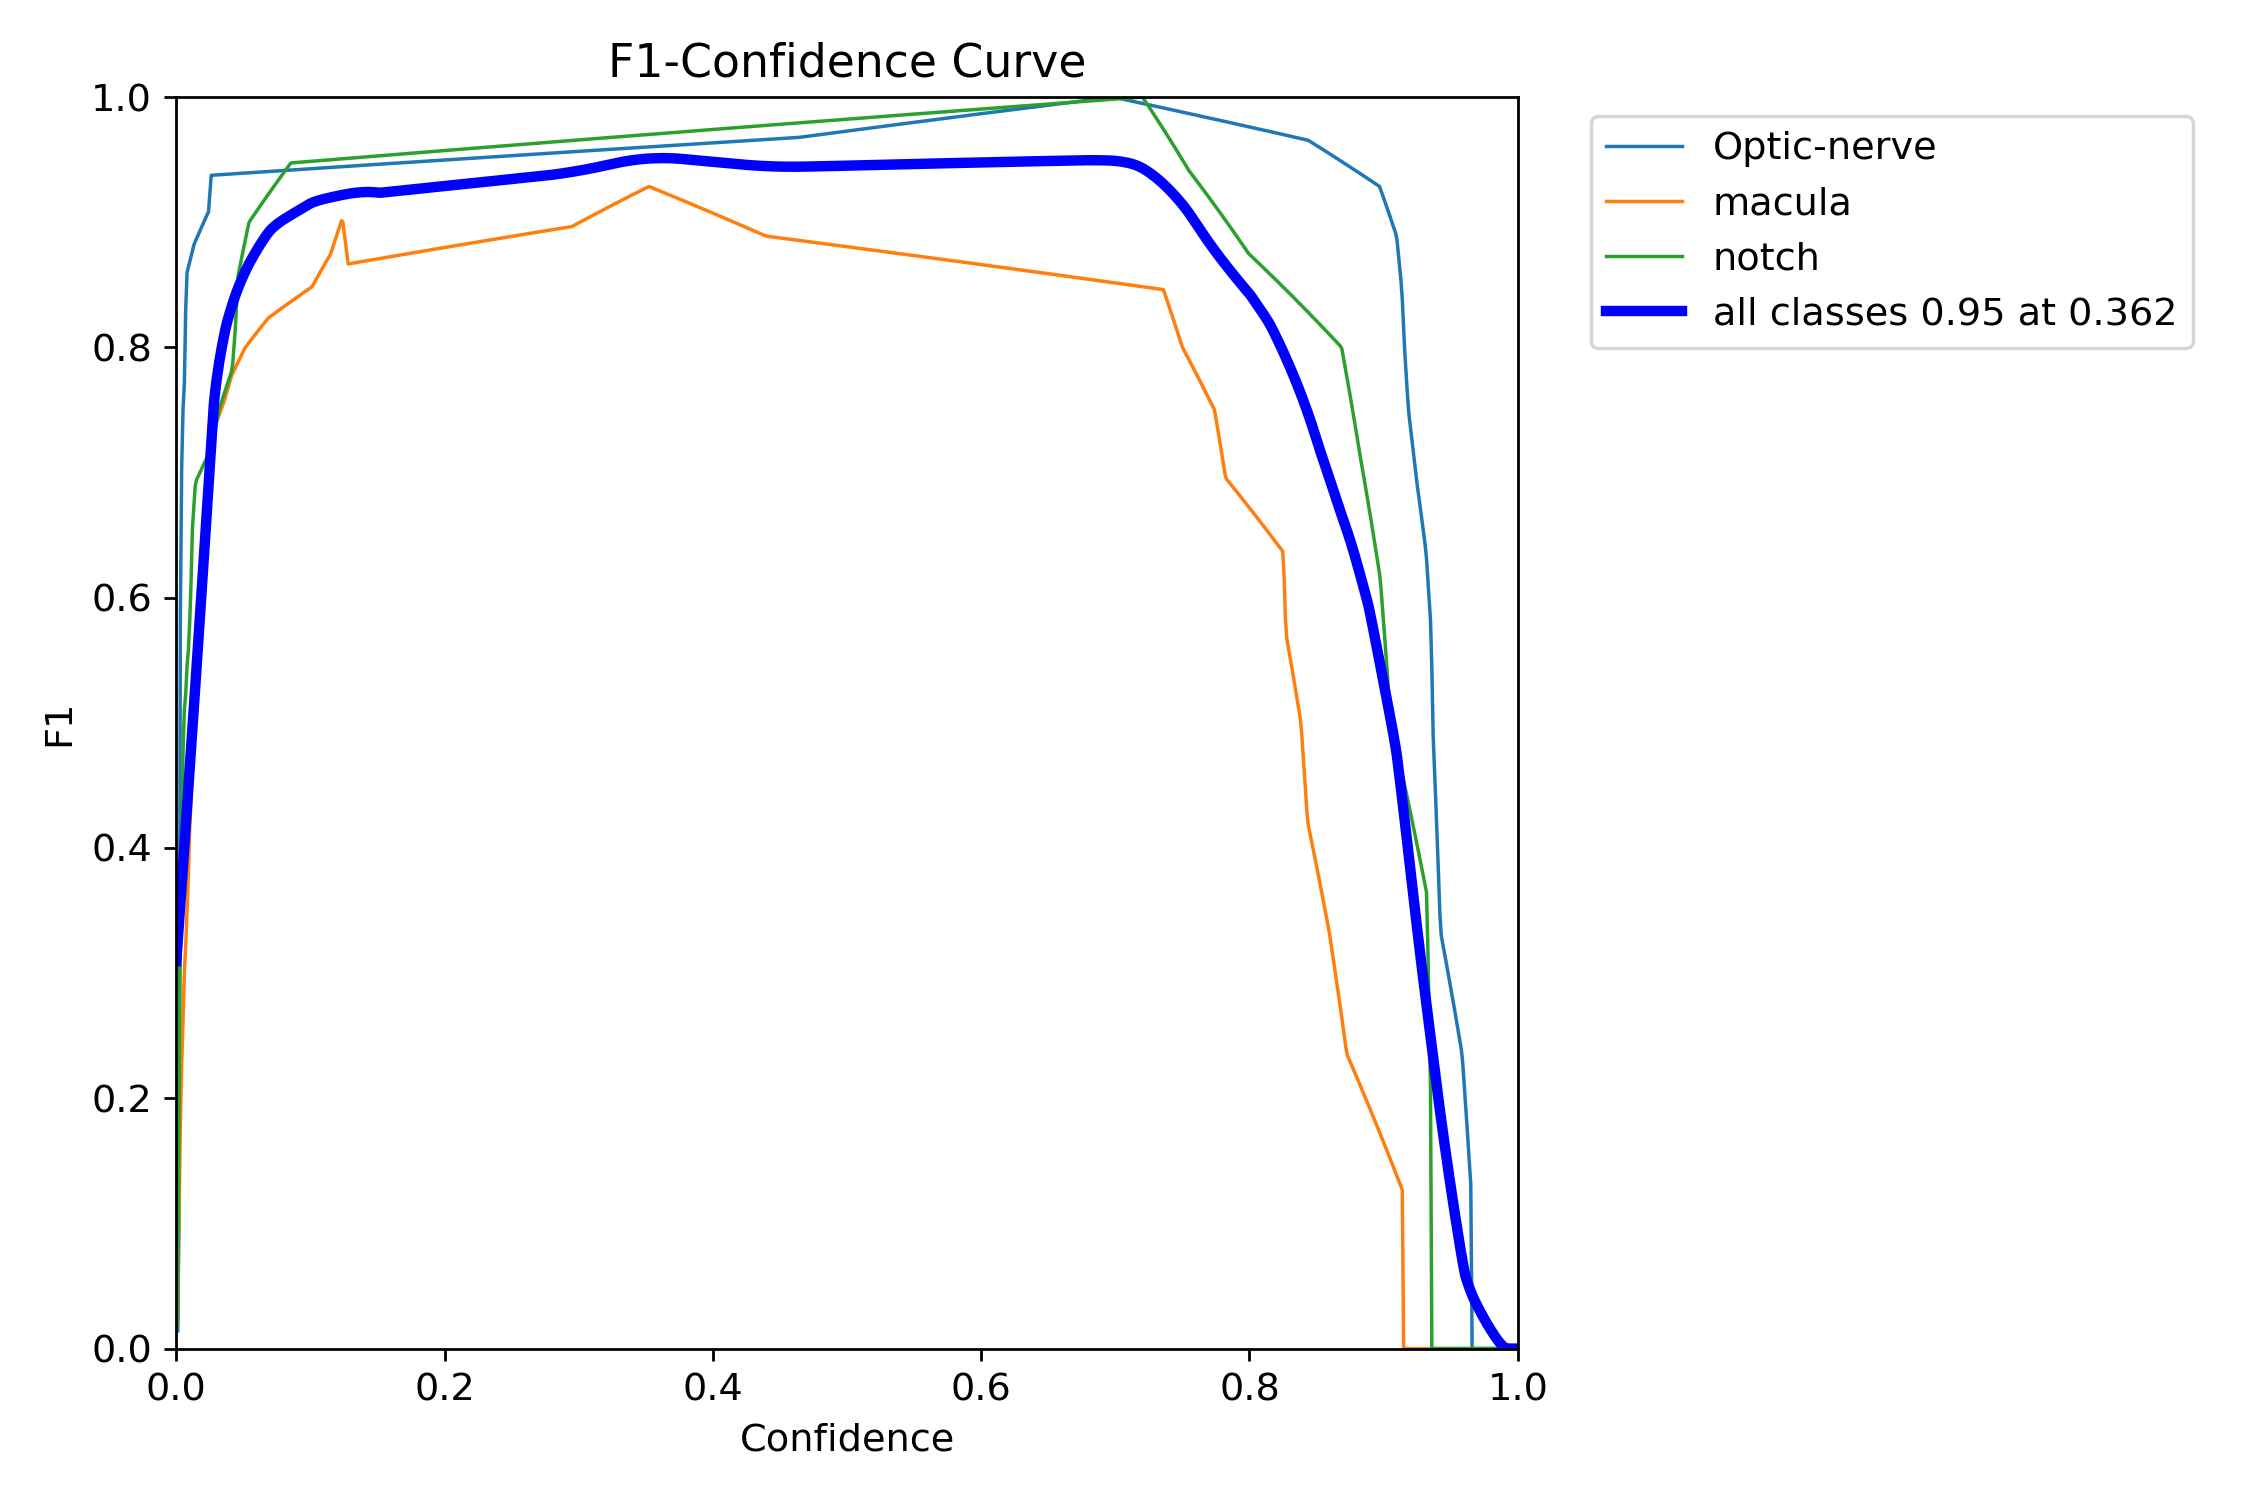 F1-Confidence Curve
1.0
0.8
0.6
0.4
0.2
0.0
F1
0.0 0.2 0.4 0.6 0.8 1.0
Confidence
Optic-nerve
macula
notch
all classes 0.95 at 0.362